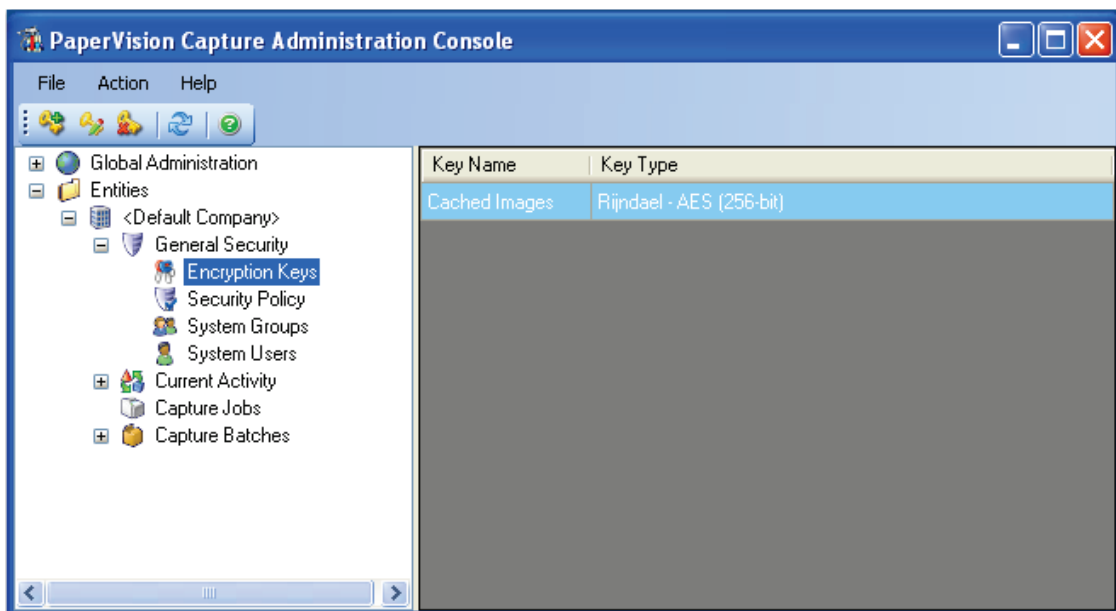 PaperVision Capture Administration Console
File Action Help
Global Administration
Entities
<Default Company>
General Security
Encryption Keys
Security Policy
System Groups
System Users
Current Activity
Capture Jobs
Capture Batches
Key Name Key Type
Cached Images Rijndael - AES (256-bit)